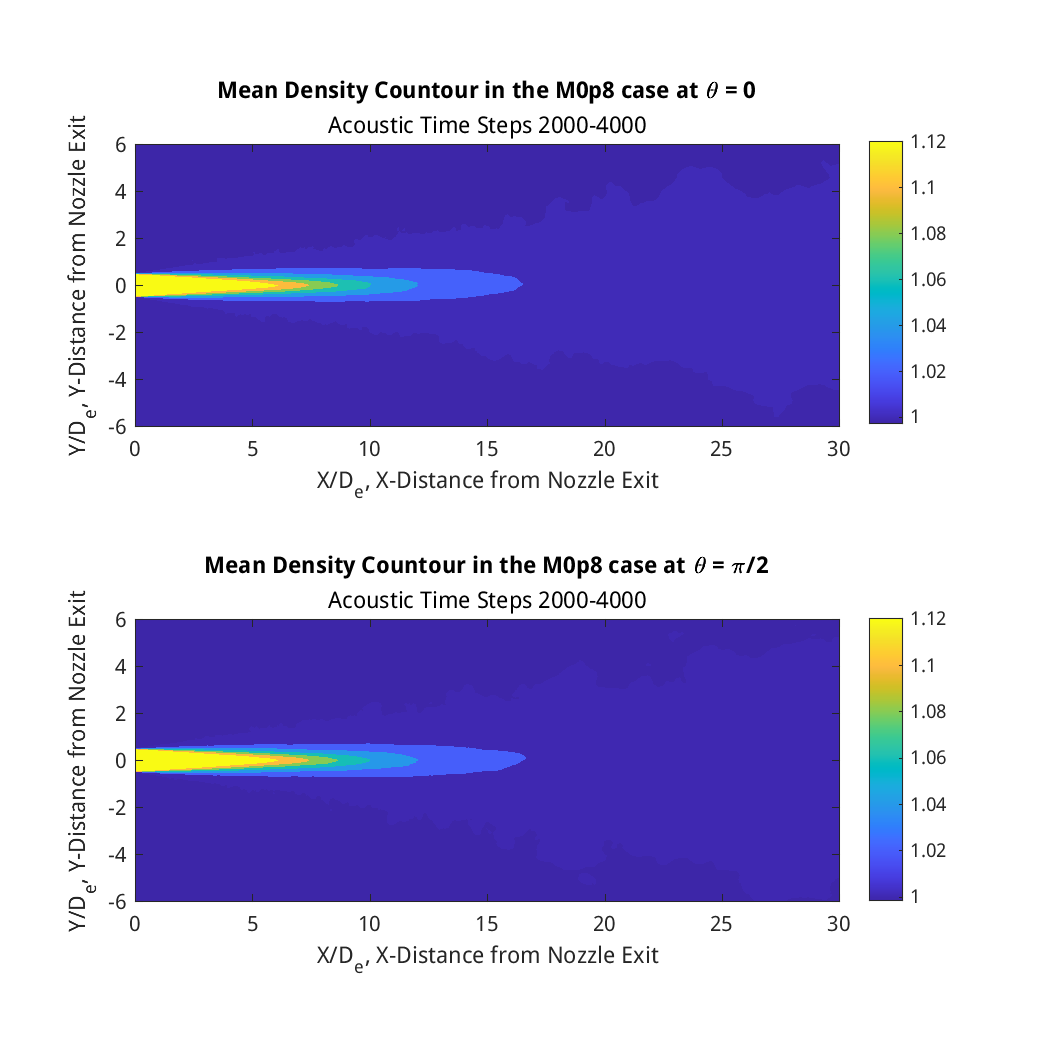 Mean Density Countour in the M0p8 case at θ = 0
Acoustic Time Steps 2000-4000
Y/D_e, Y-Distance from Nozzle Exit
6
4
2
0
-2
-4
-6
0 5 10 15 20 25 30
X/D_e, X-Distance from Nozzle Exit
1.12
1.1
1.08
1.06
1.04
1.02
1
Mean Density Countour in the M0p8 case at θ = π/2
Acoustic Time Steps 2000-4000
Y/D_e, Y-Distance from Nozzle Exit
6
4
2
0
-2
-4
-6
0 5 10 15 20 25 30
X/D_e, X-Distance from Nozzle Exit
1.12
1.1
1.08
1.06
1.04
1.02
1